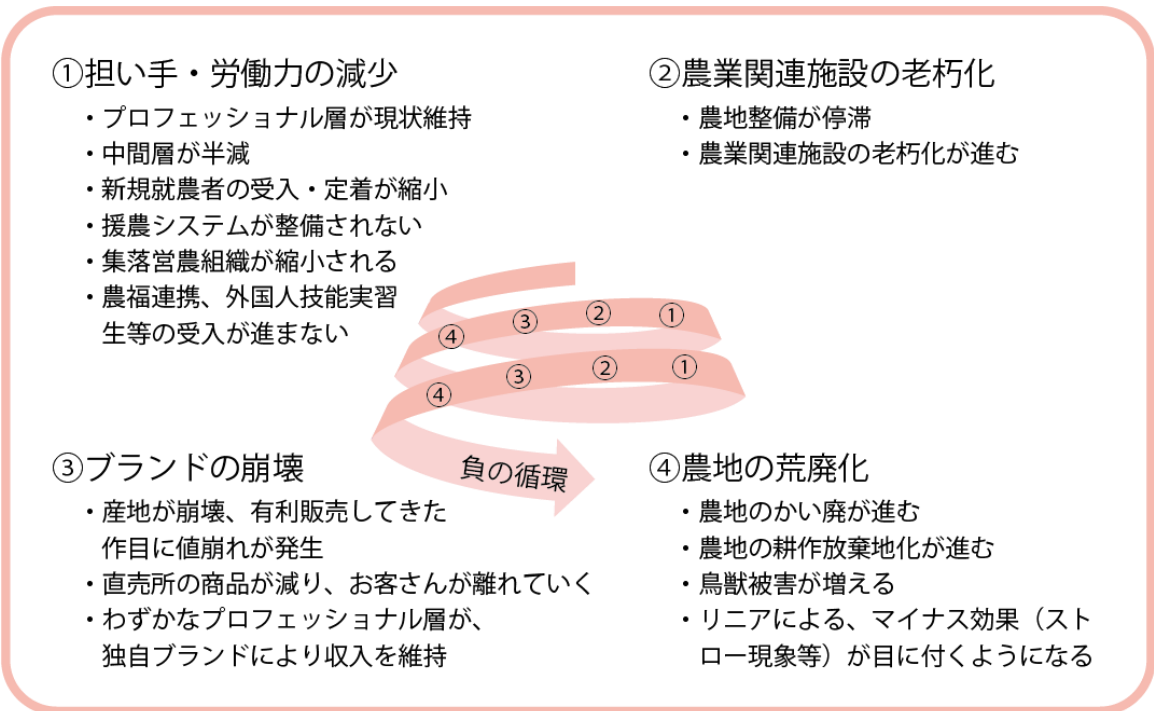 ①担い手・労働力の減少
・プロフェッショナル層が現状維持
・中間層が半減
・新規就農者の受入・定着が縮小
・援農システムが整備されない
・集落営農組織が縮小される
・農福連携、外国人技能実習
生等の受入が進まない
②農業関連施設の老朽化
・農地整備が停滞
・農業関連施設の老朽化が進む
④ ③ ② ①
④ ③ ② ①
負の循環
③ブランドの崩壊
・産地が崩壊、有利販売してきた
作目に値崩れが発生
・直売所の商品が減り、お客さんが離れていく
・わずかなプロフェッショナル層が、
独自ブランドにより収入を維持
④農地の荒廃化
・農地のかい廃が進む
・農地の耕作放棄地化が進む
・鳥獣被害が増える
・リニアによる、マイナス効果（スト
ロー現象等）が目に付くようになる